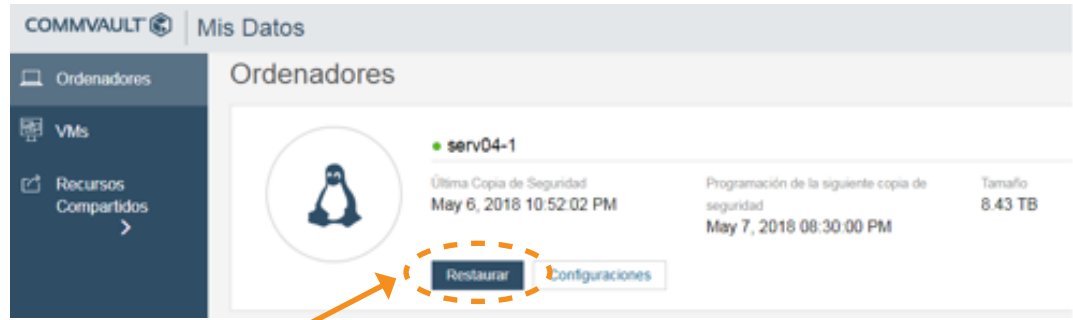 COMMVAULT
Mis Datos
Ordenadores
VMs
Recursos
Compartidos
Ordenadores
serv04-1
Última Copia de Seguridad
May 6, 2018 10:52:02 PM
Programación de la siguiente copia de
seguridad
May 7, 2018 08:30:00 PM
Tamaño
8.43 TB
Restaurar
Configuraciones